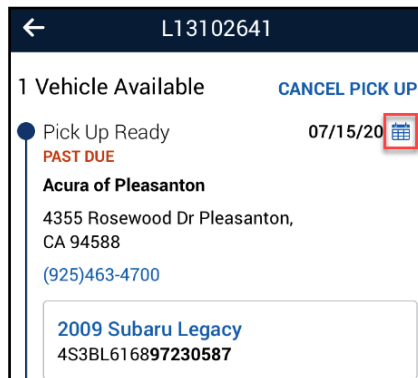 L13102641
1 Vehicle Available CANCEL PICK UP
Pick Up Ready 07/15/20
PAST DUE
Acura of Pleasanton
4355 Rosewood Dr Pleasanton,
CA 94588
(925)463-4700
2009 Subaru Legacy
4S3BL616897230587